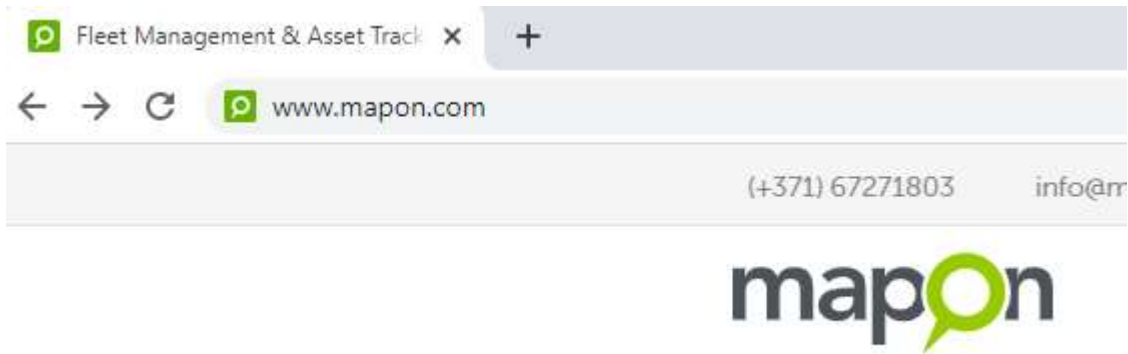 Fleet Management & Asset Track
www.mapon.com
(+371) 67271803 info@m
mapon